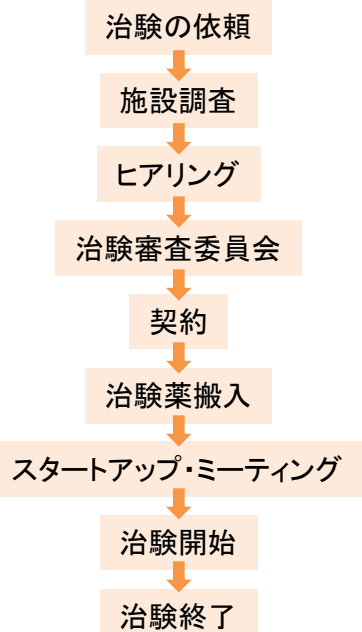 治験の依頼
施設調査
ヒアリング
治験審査委員会
契約
治験薬搬入
スタートアップ・ミーティング
治験開始
治験終了